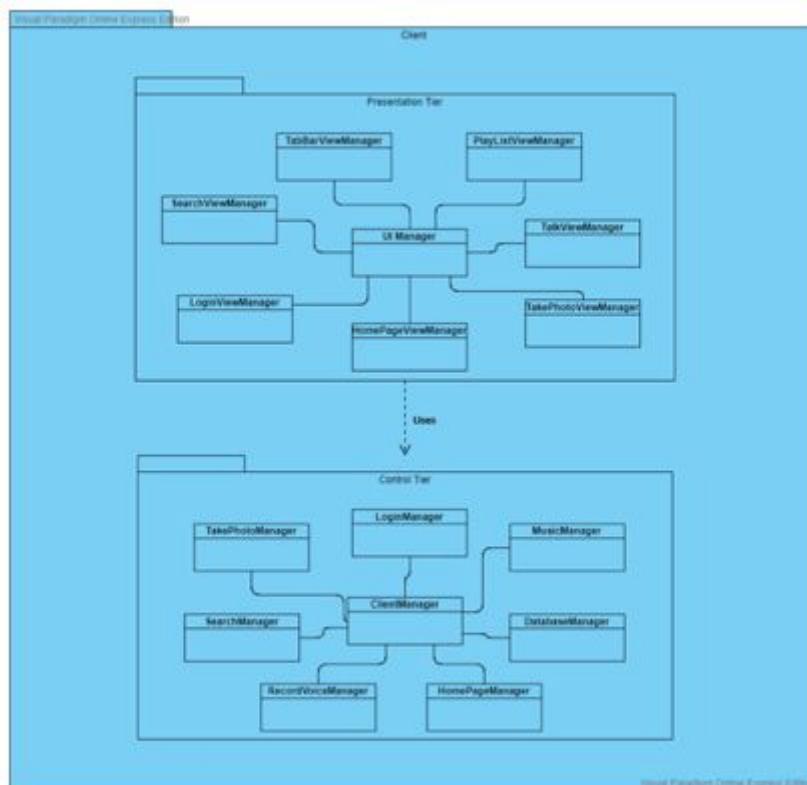 Visual Paradigm Online Express Edition
Client
Presentation Tier
TabBarViewManager
PlayListViewManager
SearchViewManager
UI Manager
TalkViewManager
LoginViewManager
HomePageViewManager
TakePhotoViewManager
Uses
Control Tier
TakePhotoManager
LoginManager
MusicManager
ClientManager
SearchManager
DatabaseManager
RecordVoiceManager
HomePageManager
Visual Paradigm Online Express Edition